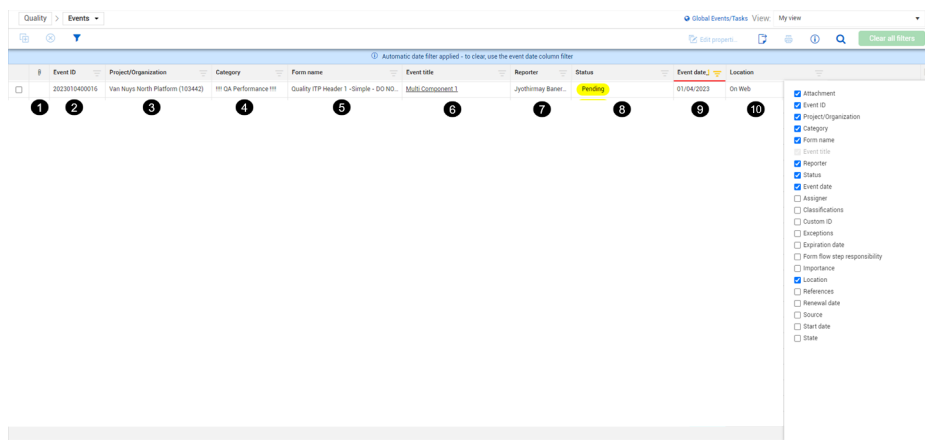 Quality > Events
Global Events/Tasks View: My view
Edit properti... Clear all filters
Automatic date filter applied - to clear, use the event date column filter
Event ID Project/Organization Category Form name Event title Reporter Status Event date Location
2023010400016 Van Nuys North Platform (103442) !!!! QA Performance !!!! Quality ITP Header 1 -Simple - DO NO... Multi Component 1 Jyothirmay Baner... Pending 01/04/2023 On Web
1 2 3 4 5 6 7 8 9 10
Attachment
Event ID
Project/Organization
Category
Form name
Event title
Reporter
Status
Event date
Assigner
Classifications
Custom ID
Exceptions
Expiration date
Form flow step responsibility
Importance
Location
References
Renewal date
Source
Start date
State